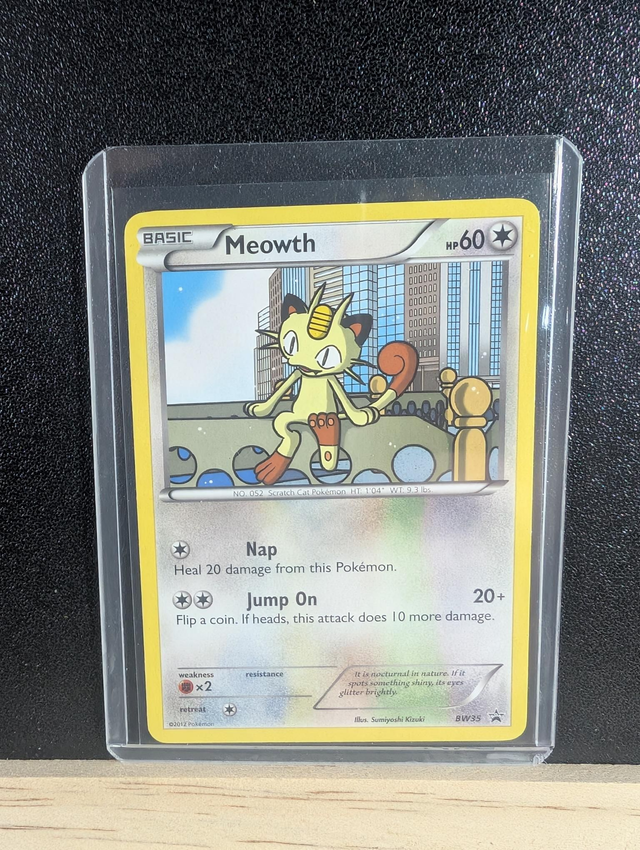 BASIC Meowth HP60
NO. 052 Scratch Cat Pokémon HT: 1'04" WT: 9.3 lbs.
Nap
Heal 20 damage from this Pokémon.
Jump On 20+
Flip a coin. If heads, this attack does 10 more damage.
weakness resistance
×2
retreat
It is nocturnal in nature. If it
spots something shiny, its eyes
glitter brightly.
©2012 Pokémon Illus. Sumiyoshi Kizuki BW35